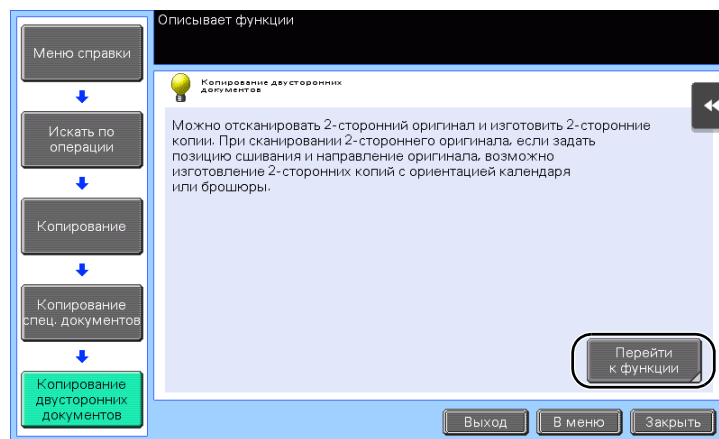 Описывает функции
Меню справки
Искать по
операции
Копирование
Копирование
спец. документов
Копирование
двусторонних
документов
Копирование двусторонних
документов
Можно отсканировать 2-сторонний оригинал и изготовить 2-сторонние
копии. При сканировании 2-стороннего оригинала, если задать
позицию сшивания и направление оригинала, возможно
изготовление 2-сторонних копий с ориентацией календаря
или брошюры.
Перейти
к функции
Выход
В меню
Закрыть